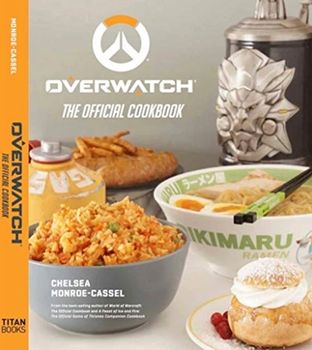 MONROE-CASSEL
OVERWATCH
THE OFFICIAL COOKBOOK
TITAN
BOOKS
OVERWATCH
THE OFFICIAL COOKBOOK
ラーメン屋
RIKIMARU
RAMEN
CHELSEA
MONROE-CASSEL
From the best-selling author of World of Warcraft:
The Official Cookbook and A Feast of Ice and Fire:
The Official Game of Thrones Companion Cookbook